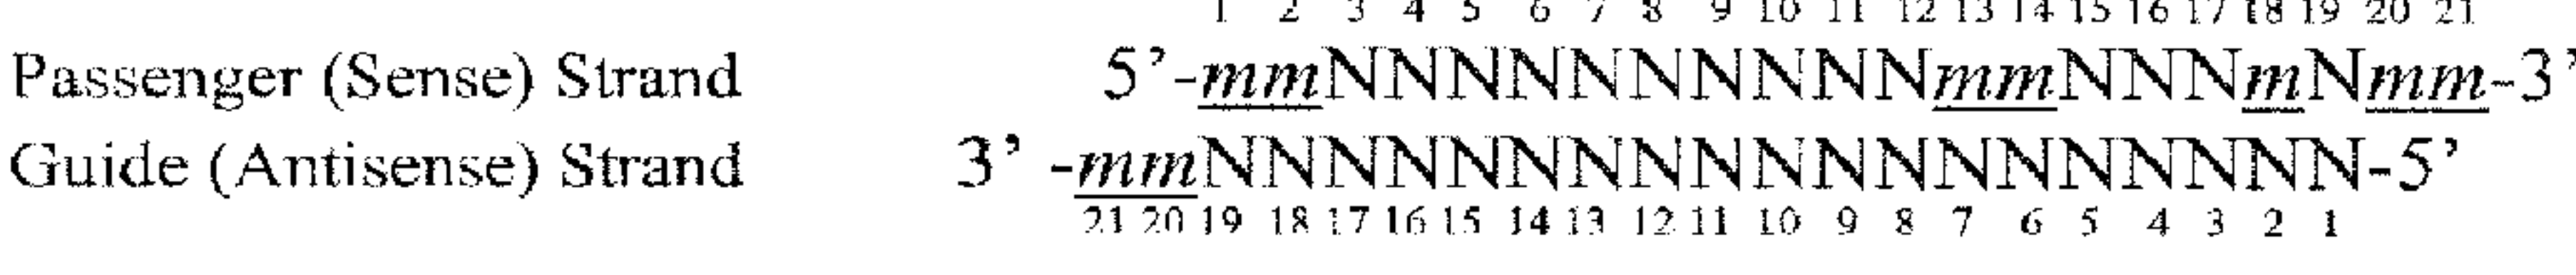 1 2 3 4 5 6 7 8 9 10 11 12 13 14 15 16 17 18 19 20 21
Passenger (Sense) Strand 5’-mmNNNNNNNNNNmmNNNmNmm-3’
Guide (Antisense) Strand 3’ -mmNNNNNNNNNNNNNNNNNNN-5’
21 20 19 18 17 16 15 14 13 12 11 10 9 8 7 6 5 4 3 2 1